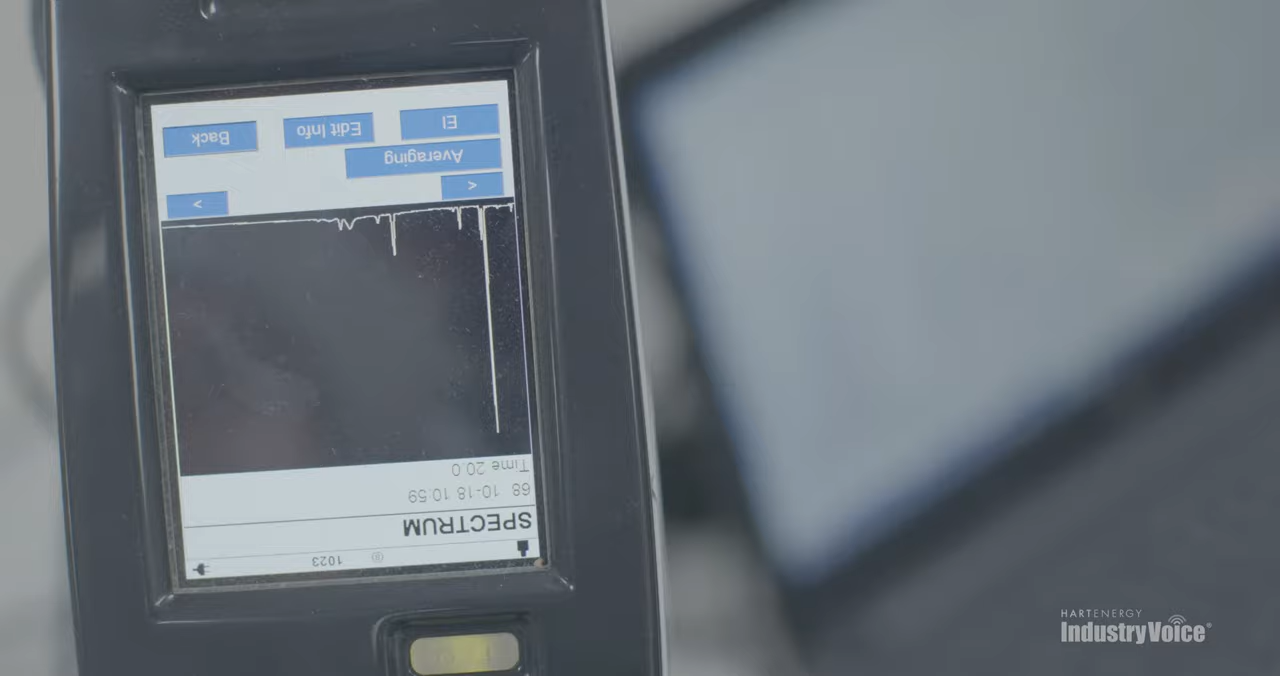 1023
SPECTRUM
68 10-18 10:59
Time 20.0
< >
Averaging
EI Edit Info Back
HARTENERGY
IndustryVoice®